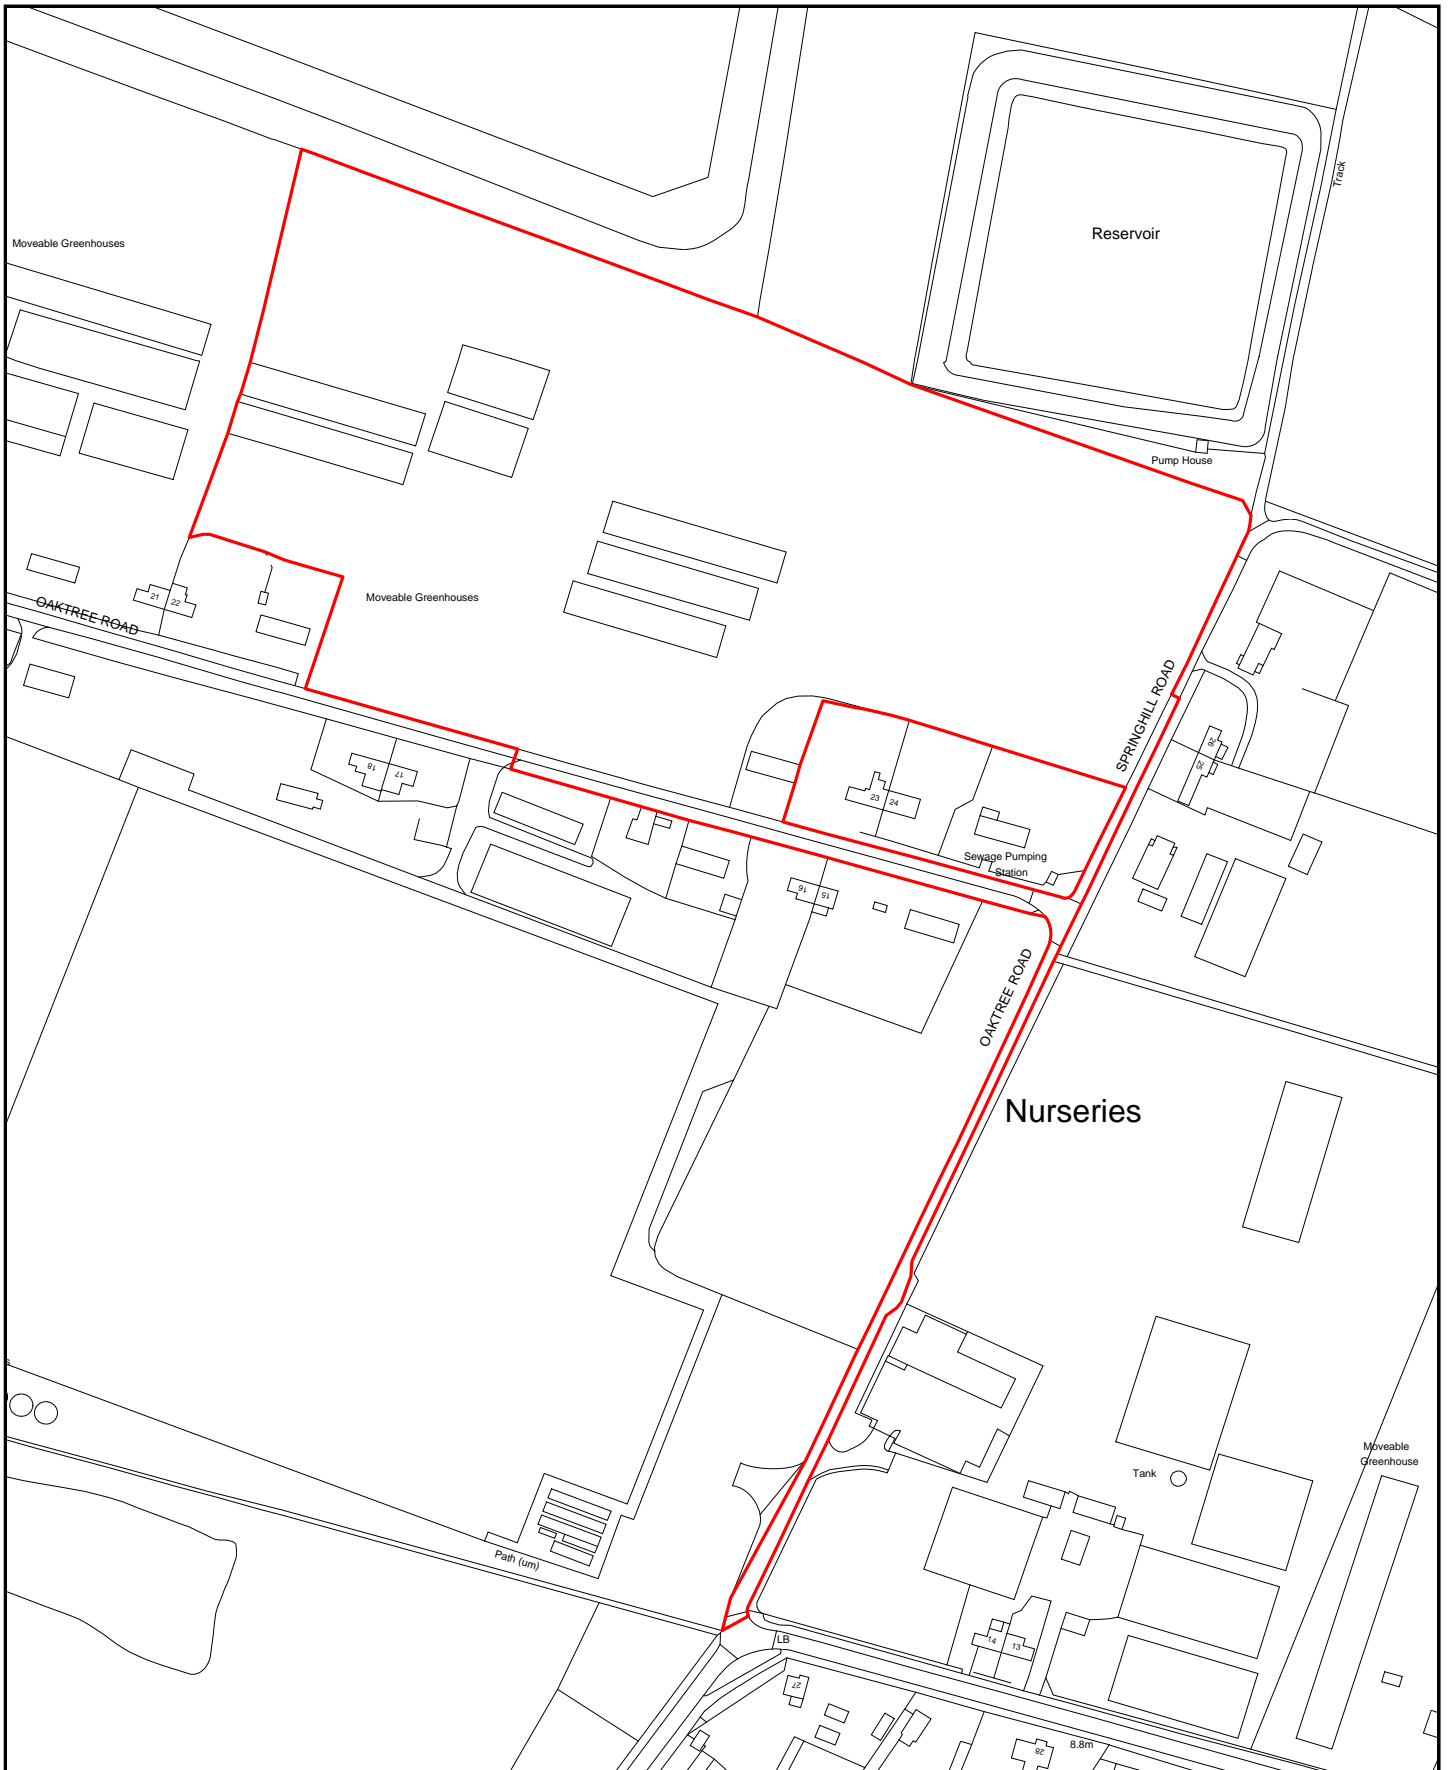 Track
Reservoir
Moveable Greenhouses
Pump House
21
22
OAKTREE ROAD
Moveable Greenhouses
SPRINGHILL ROAD
26
25
18
17
23
24
Sewage Pumping
Station
16
15
OAKTREE ROAD
Nurseries
Moveable
Greenhouse
Tank
Path (um)
LB
14
13
27
28
8.8m